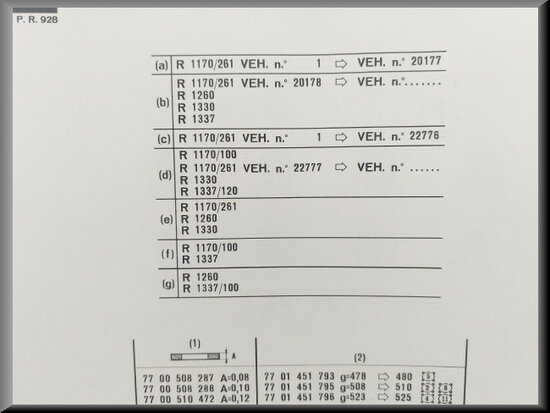 P. R. 928
(a) R 1170/261 VEH. n.° 1 ⇨ VEH. n.° 20177
(b) R 1170/261 VEH. n.° 20178 ⇨ VEH. n.°.......
R 1260
R 1330
R 1337
(c) R 1170/261 VEH. n.° 1 ⇨ VEH. n.° 22776
(d) R 1170/100
R 1170/261 VEH. n.° 22777 ⇨ VEH. n.° ......
R 1330
R 1337/120
(e) R 1170/261
R 1260
R 1330
(f) R 1170/100
R 1337
(g) R 1260
R 1337/100
(1) (2)
A
77 00 508 287 A=0,08 77 01 451 793 g=478 ⇨ 480
77 00 508 288 A=0,10 77 01 451 795 g=508 ⇨ 510
77 00 510 472 A=0,12 77 01 451 796 g=523 ⇨ 525